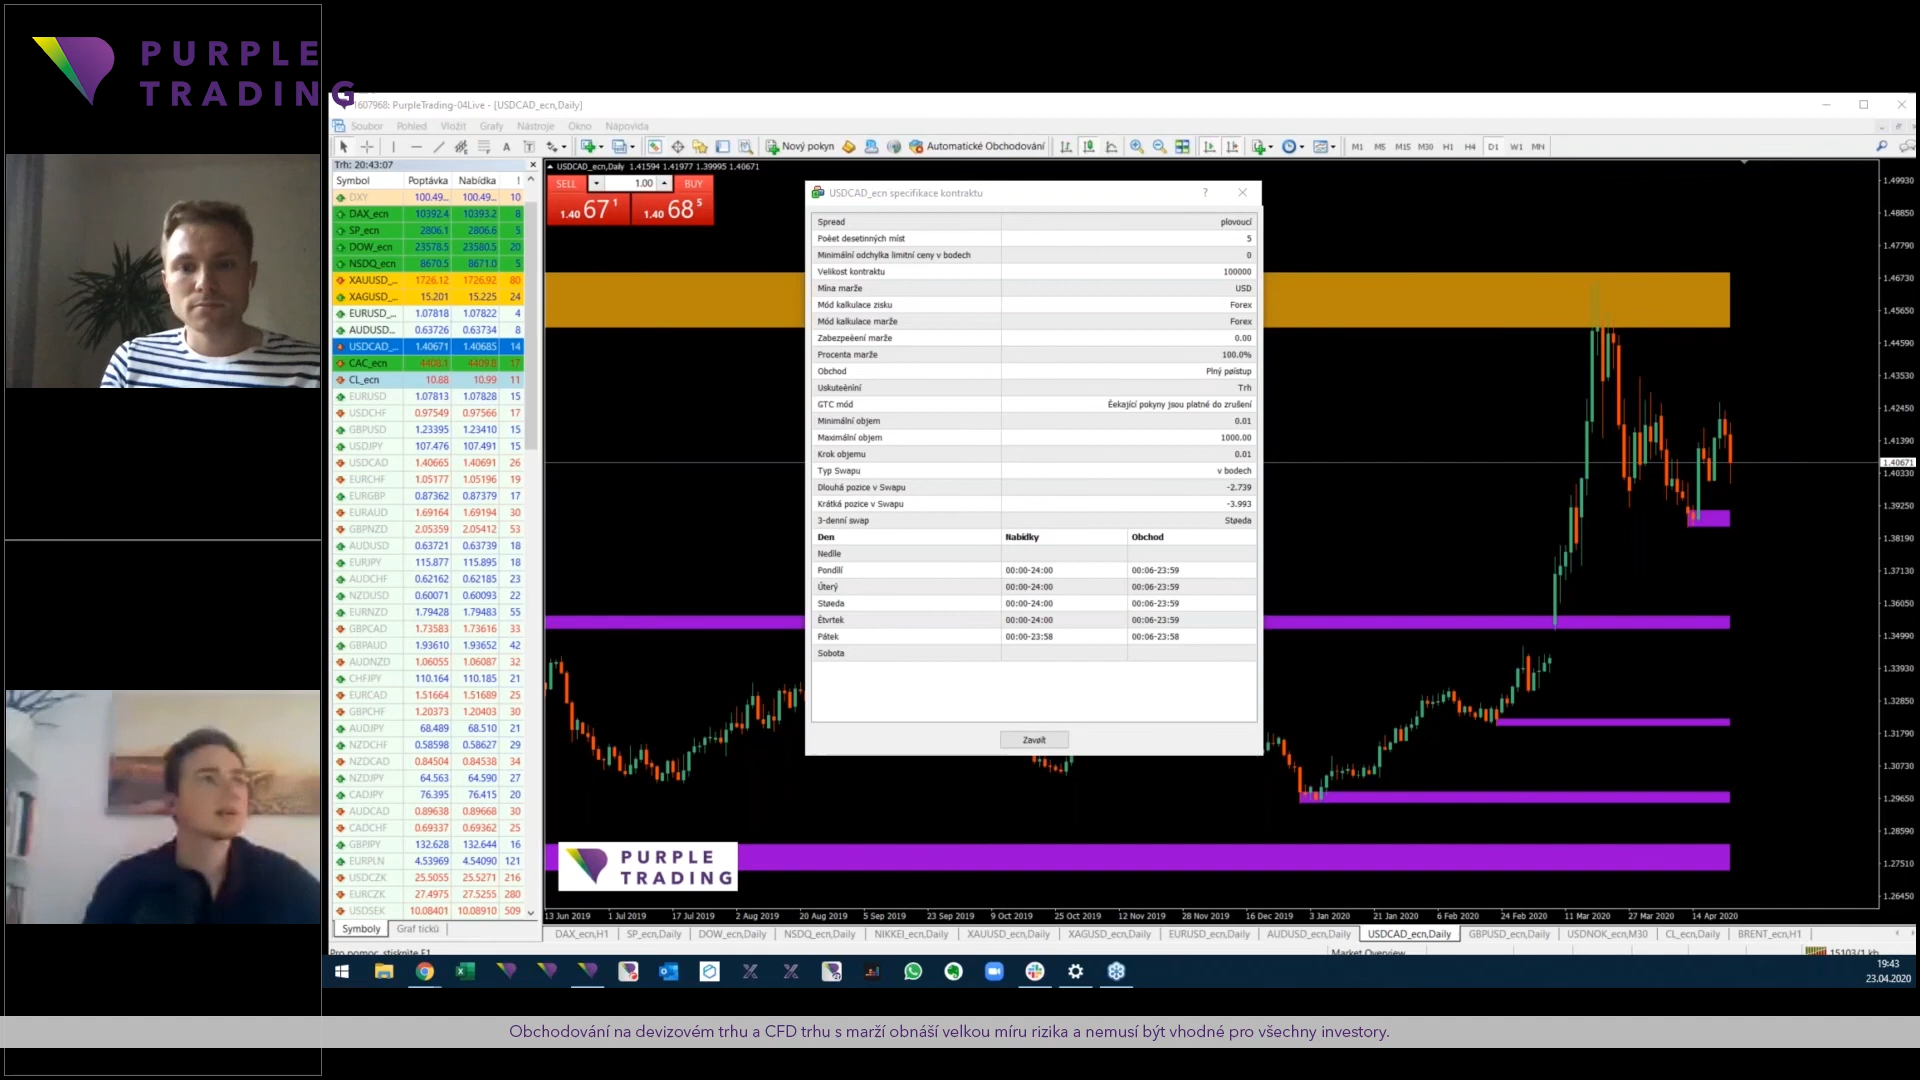 PURPLE
TRADING
1607968: PurpleTrading-04Live - [USDCAD_ecn,Daily]
Soubor Pohled Vložit Grafy Nástroje Okno Nápovida
Nový pokyn Automatické Obchodování M1 M5 M15 M30 H1 H4 D1 W1 MN
Trh: 20:43:07
Symbol Poptávka Nabídka !
DXY 100.49... 100.49... 10
DAX_ecn 10392.4 10393.2 8
SP_ecn 2806.1 2806.6 5
DOW_ecn 23578.5 23580.5 20
NSDQ_ecn 8670.5 8671.0 5
XAUUSD_... 1726.12 1726.92 80
XAGUSD_... 15.201 15.225 24
EURUSD_... 1.07818 1.07822 4
AUDUSD... 0.63726 0.63734 8
USDCAD_... 1.40671 1.40685 14
CAC_ecn 4408.1 4409.8 17
CL_ecn 10.88 10.99 11
EURUSD 1.07813 1.07828 15
USDCHF 0.97549 0.97566 17
GBPUSD 1.23395 1.23410 15
USDJPY 107.476 107.491 15
USDCAD 1.40665 1.40691 26
EURCHF 1.05177 1.05196 19
EURGBP 0.87362 0.87379 17
EURAUD 1.69164 1.69194 30
GBPNZD 2.05359 2.05412 53
AUDUSD 0.63721 0.63739 18
EURJPY 115.877 115.895 18
AUDCHF 0.62162 0.62185 23
NZDUSD 0.60071 0.60093 22
EURNZD 1.79428 1.79483 55
GBPCAD 1.73583 1.73616 33
GBPAUD 1.93610 1.93652 42
AUDNZD 1.06055 1.06087 32
CHFJPY 110.164 110.185 21
EURCAD 1.51664 1.51689 25
GBPCHF 1.20373 1.20403 30
AUDJPY 68.489 68.510 21
NZDCHF 0.58598 0.58627 29
NZDCAD 0.84504 0.84538 34
NZDJPY 64.563 64.590 27
CADJPY 76.395 76.415 20
AUDCAD 0.89638 0.89668 30
CADCHF 0.69337 0.69362 25
GBPJPY 132.628 132.644 16
EURPLN 4.53969 4.54090 121
USDCZK 25.5055 25.5271 216
EURCZK 27.4975 27.5255 280
USDSEK 10.08401 10.08910 509
Symboly Graf ticků
Pro pomoc, stiskněte F1
USDCAD_ecn,Daily 1.41594 1.41977 1.39995 1.40671
SELL 1.00 BUY
1.40 67 1 1.40 68 5
USDCAD_ecn specifikace kontraktu ?
Spread plovoucí
Poèet desetinných míst 5
Minimální odchylka limitní ceny v bodech 0
Velikost kontraktu 100000
Mìna marže USD
Mód kalkulace zisku Forex
Mód kalkulace marže Forex
Zabezpeèení marže 0.00
Procenta marže 100.0%
Obchod Plný pøístup
Uskuteènìní Trh
GTC mód Èekající pokyny jsou platné do zrušení
Minimální objem 0.01
Maximální objem 1000.00
Krok objemu 0.01
Typ Swapu v bodech
Dlouhá pozice v Swapu -2.739
Krátká pozice v Swapu -3.993
3-denní swap Støeda
Den Nabídky Obchod
Nedìle
Pondìlí 00:00-24:00 00:06-23:59
Úterý 00:00-24:00 00:06-23:59
Støeda 00:00-24:00 00:06-23:59
Ètvrtek 00:00-24:00 00:06-23:59
Pátek 00:00-23:58 00:06-23:58
Sobota
Zavøít
1.49930
1.48850
1.47790
1.46730
1.45650
1.44590
1.43530
1.42450
1.41390
1.40671
1.40330
1.39250
1.38190
1.37130
1.36050
1.34990
1.33930
1.32850
1.31790
1.30730
1.29650
1.28590
1.27510
1.26450
PURPLE
TRADING
13 Jun 2019 1 Jul 2019 17 Jul 2019 2 Aug 2019 20 Aug 2019 5 Sep 2019 23 Sep 2019 9 Oct 2019 25 Oct 2019 12 Nov 2019 28 Nov 2019 16 Dec 2019 3 Jan 2020 21 Jan 2020 6 Feb 2020 24 Feb 2020 11 Mar 2020 27 Mar 2020 14 Apr 2020
DAX_ecn,H1 SP_ecn,Daily DOW_ecn,Daily NSDQ_ecn,Daily NIKKEI_ecn,Daily XAUUSD_ecn,Daily XAGUSD_ecn,Daily EURUSD_ecn,Daily AUDUSD_ecn,Daily USDCAD_ecn,Daily GBPUSD_ecn,Daily USDNOK_ecn,M30 CL_ecn,Daily BRENT_ecn,H1
Market Overview 15103/1 kb
19:43
23.04.2020
Obchodování na devizovém trhu a CFD trhu s marží obnáší velkou míru rizika a nemusí být vhodné pro všechny investory.